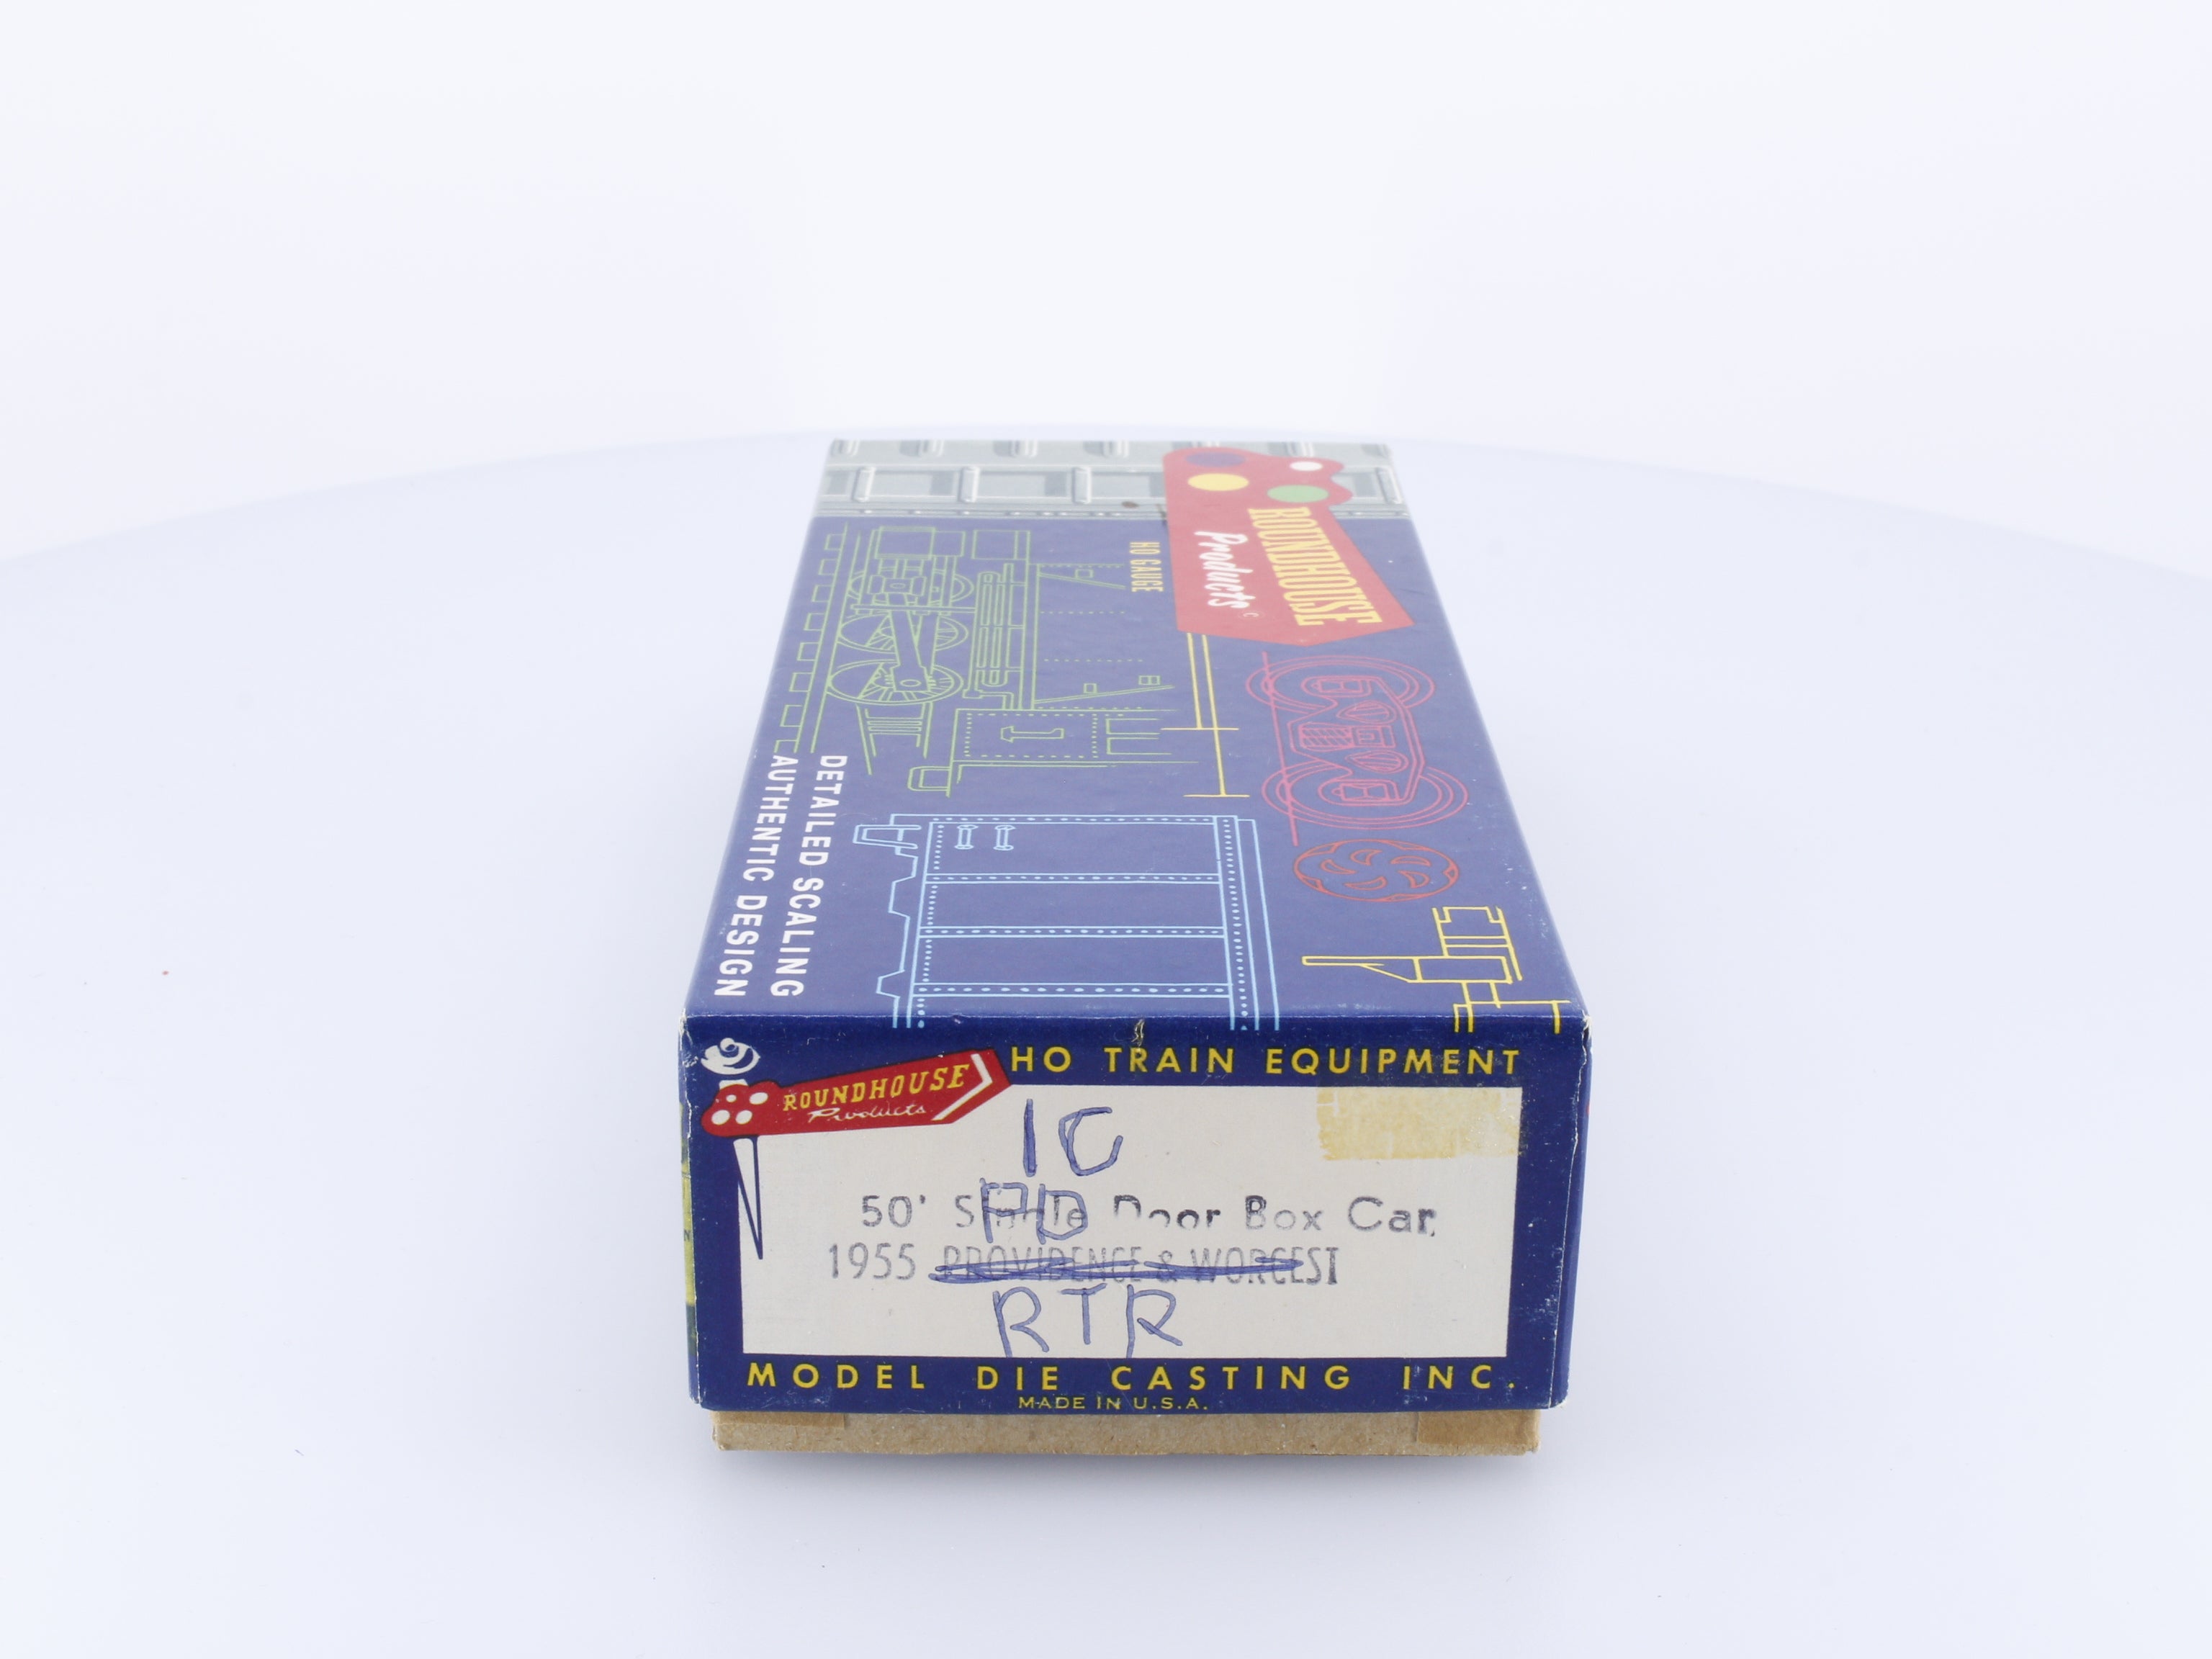 ROUNDHOUSE
Products
HO GAUGE
DETAILED SCALING
AUTHENTIC DESIGN
HO TRAIN EQUIPMENT
ROUNDHOUSE
Products
IC
PD
50' Single Door Box Car,
1955 PROVIDENCE & WORCEST
RTR
MODEL DIE CASTING INC.
MADE IN U.S.A.